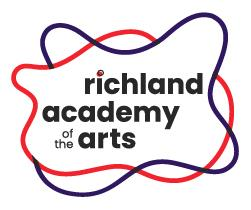 richland
academy
of the arts